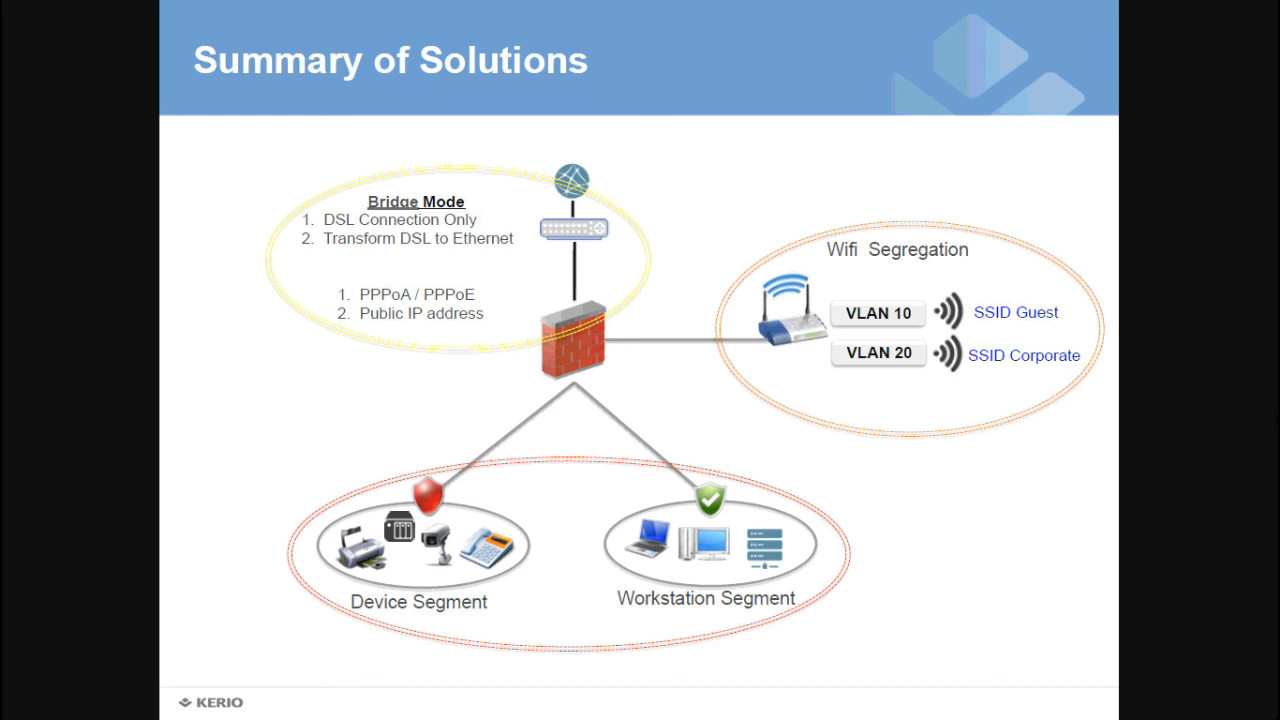 Summary of Solutions
Bridge Mode
1. DSL Connection Only
2. Transform DSL to Ethernet
1. PPPoA / PPPoE
2. Public IP address
Wifi Segregation
VLAN 10
SSID Guest
VLAN 20
SSID Corporate
Device Segment
Workstation Segment
KERIO